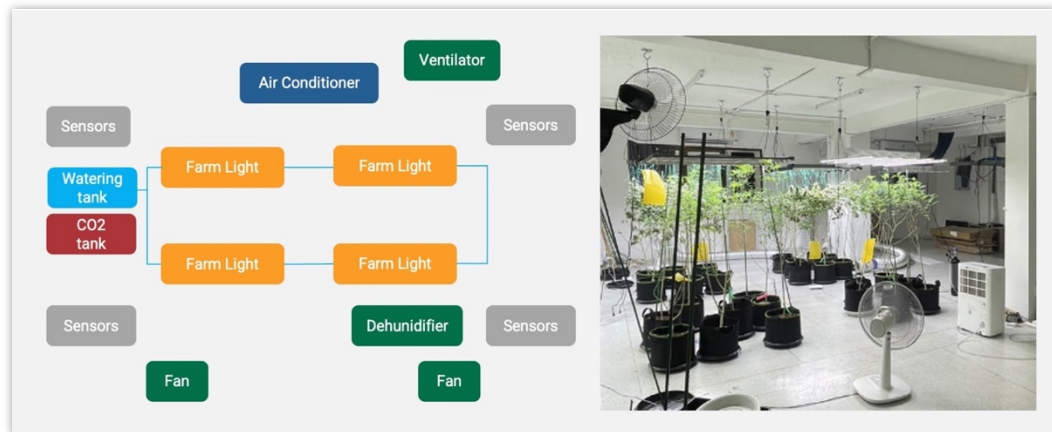 Ventilator
Air Conditioner
Sensors
Sensors
Farm Light
Farm Light
Watering
tank
CO2
tank
Farm Light
Farm Light
Sensors
Dehunidifier
Sensors
Fan
Fan